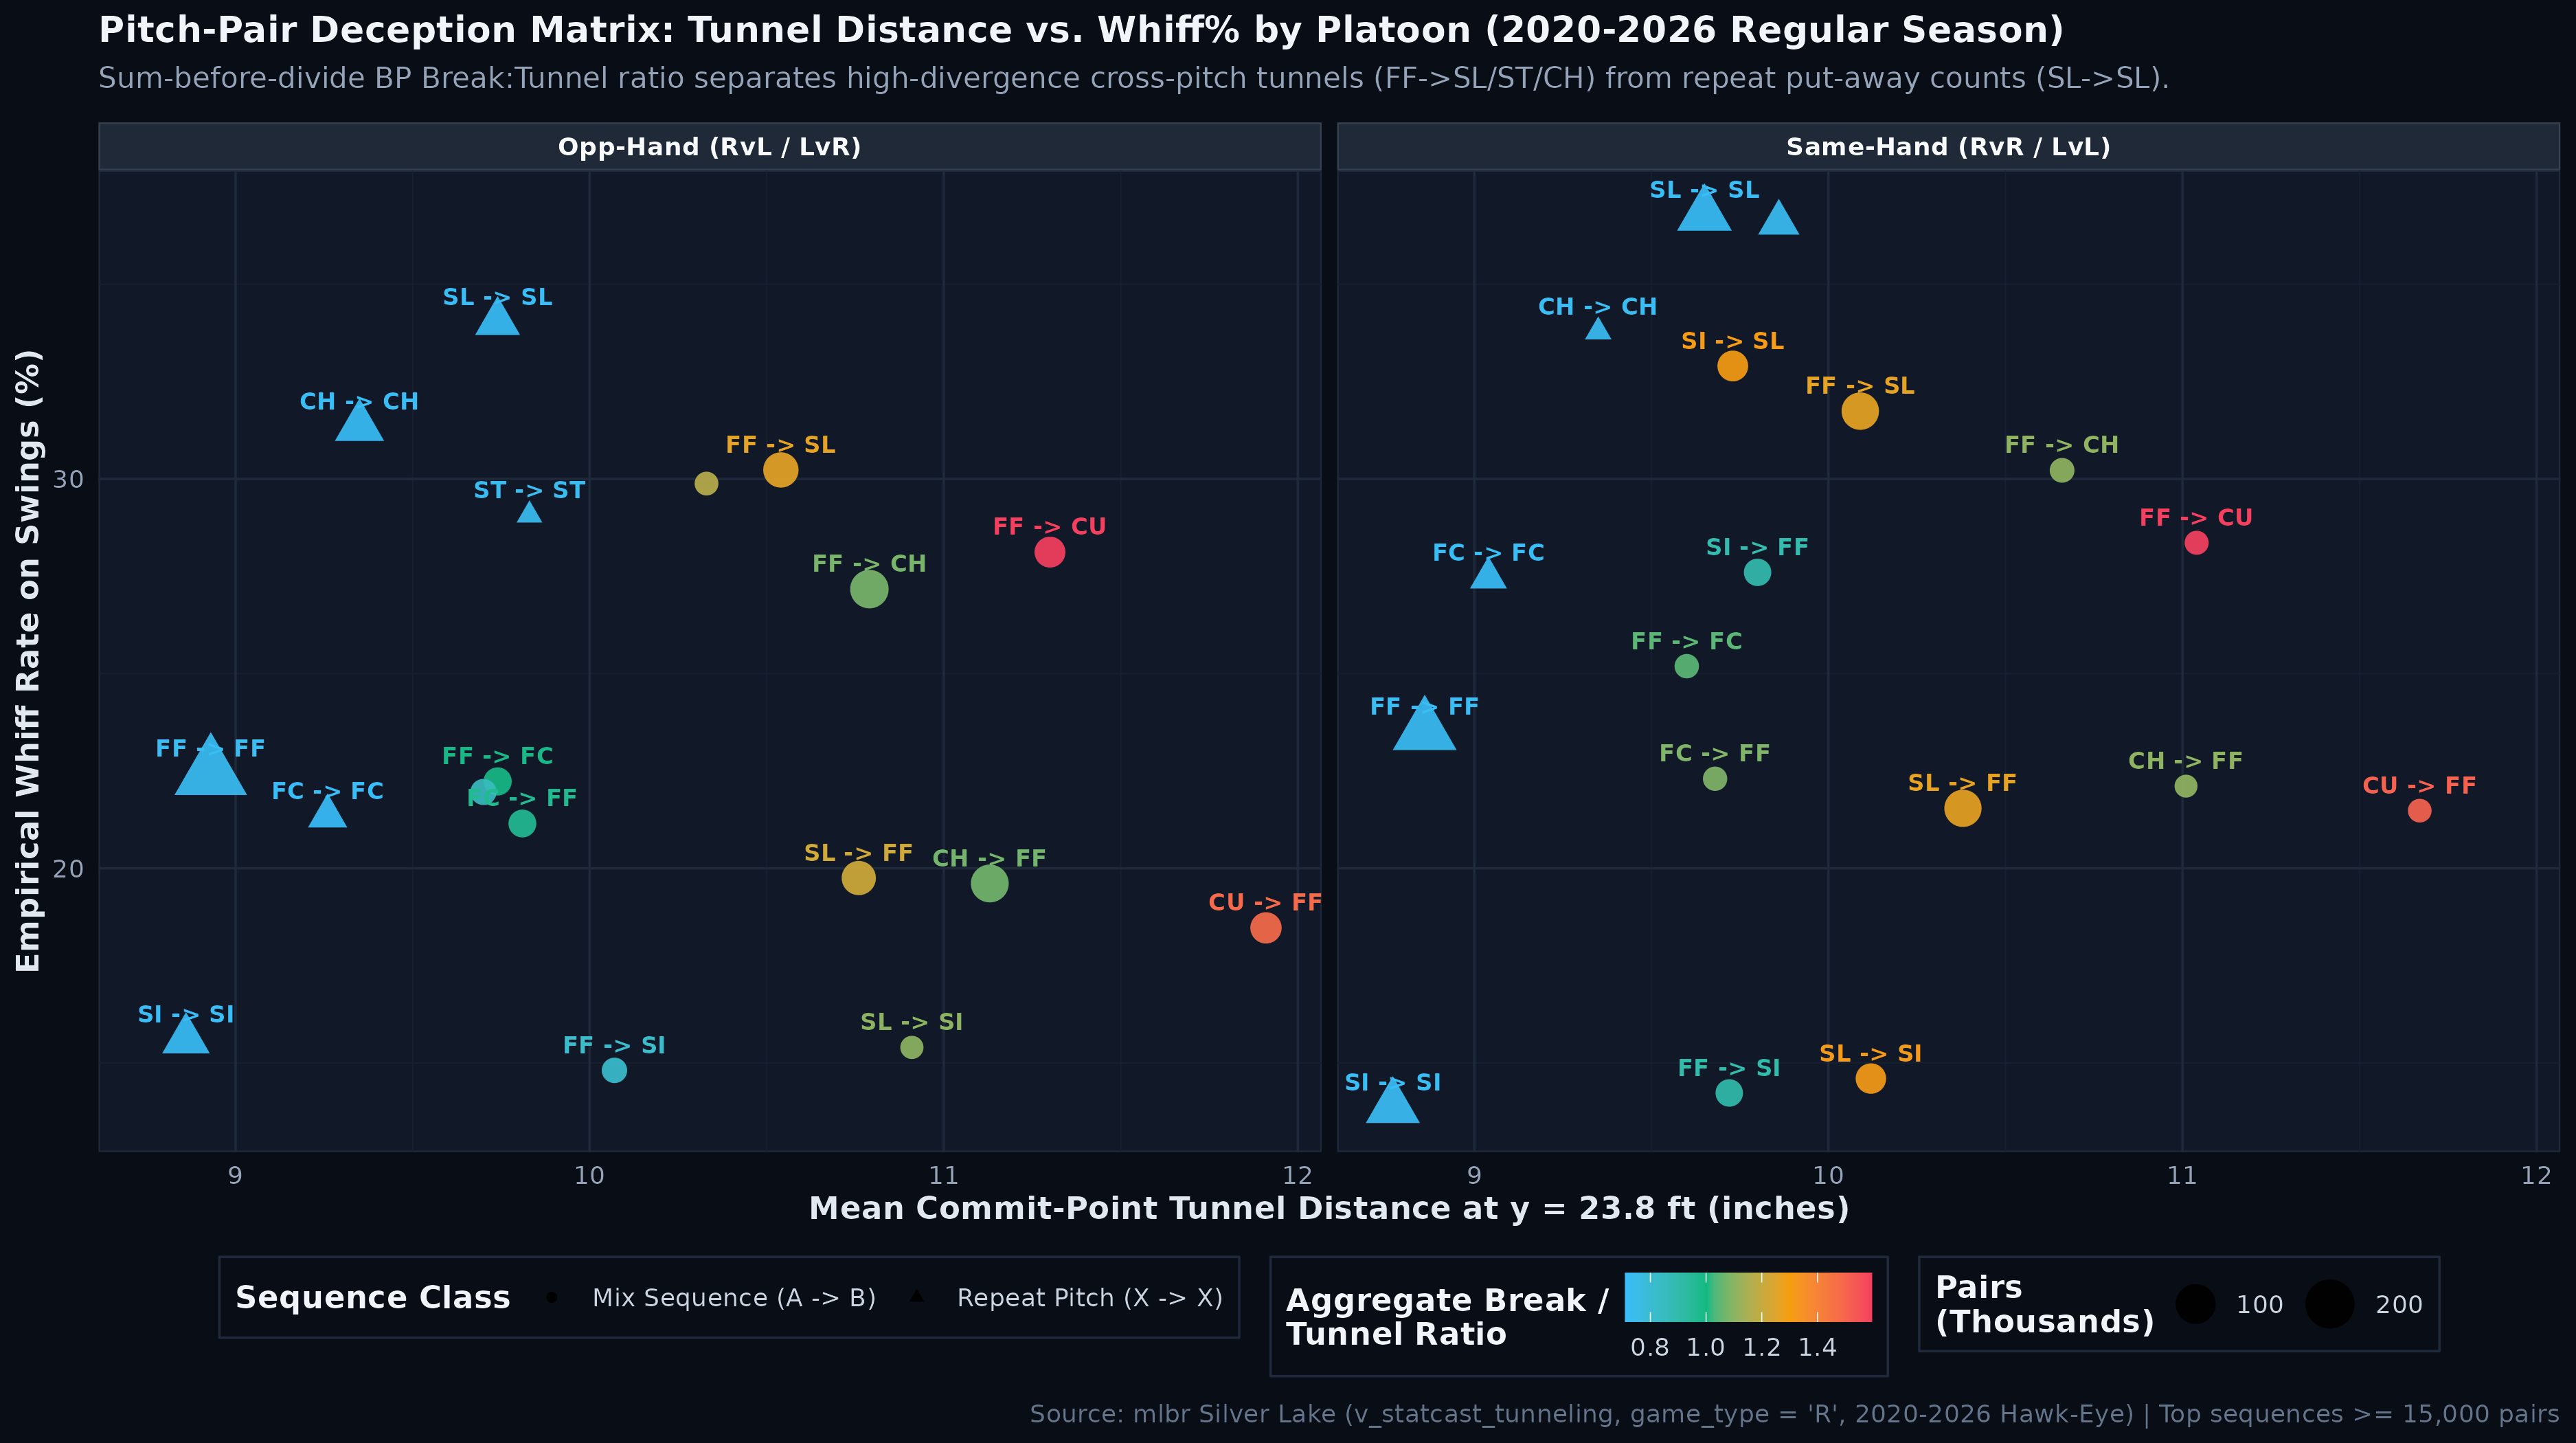 Pitch-Pair Deception Matrix: Tunnel Distance vs. Whiff% by Platoon (2020-2026 Regular Season)
Sum-before-divide BP Break:Tunnel ratio separates high-divergence cross-pitch tunnels (FF->SL/ST/CH) from repeat put-away counts (SL->SL).
Opp-Hand (RvL / LvR)
Same-Hand (RvR / LvL)
Empirical Whiff Rate on Swings (%)
30
20
SL -> SL
CH -> CH
FF -> SL
ST -> ST
FF -> CU
FF -> CH
FF -> FF
FF -> FC
FC -> FC
FC -> FF
SL -> FF
CH -> FF
CU -> FF
SI -> SI
SL -> SI
FF -> SI
SL -> SL
CH -> CH
SI -> SL
FF -> SL
FF -> CH
FF -> CU
SI -> FF
FC -> FC
FF -> FC
FF -> FF
FC -> FF
CH -> FF
SL -> FF
CU -> FF
SL -> SI
FF -> SI
SI -> SI
9 10 11 12
9 10 11 12
Mean Commit-Point Tunnel Distance at y = 23.8 ft (inches)
Sequence Class
Mix Sequence (A -> B)
Repeat Pitch (X -> X)
Aggregate Break /
Tunnel Ratio
0.8 1.0 1.2 1.4
Pairs
(Thousands)
100
200
Source: mlbr Silver Lake (v_statcast_tunneling, game_type = 'R', 2020-2026 Hawk-Eye) | Top sequences >= 15,000 pairs